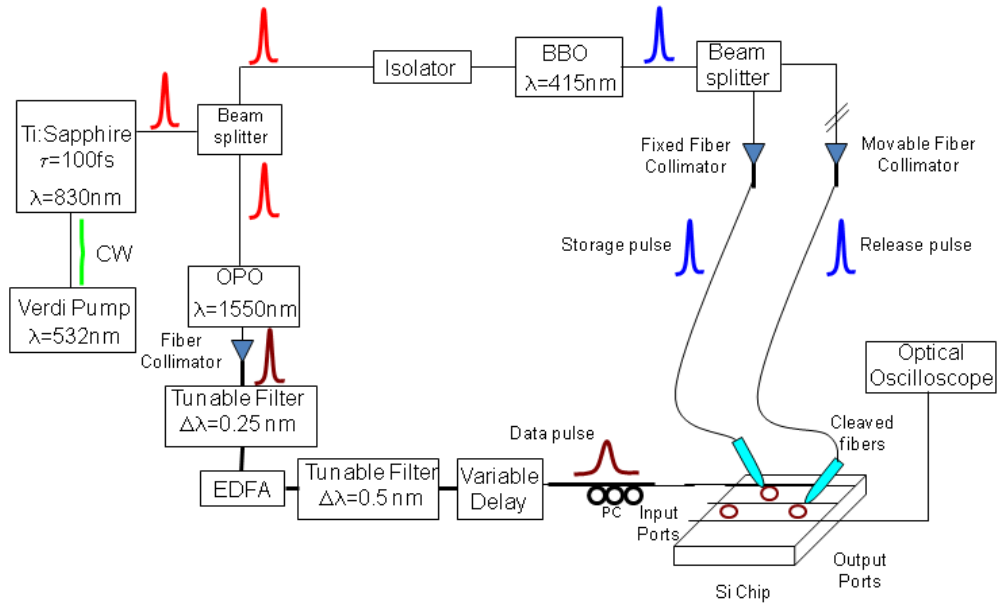 Ti:Sapphire
τ=100fs
λ=830nm
CW
Verdi Pump
λ=532nm
Beam
splitter
Isolator
BBO
λ=415nm
Beam
splitter
Fixed Fiber
Collimator
Movable Fiber
Collimator
Storage pulse
Release pulse
OPO
λ=1550nm
Fiber
Collimator
Tunable Filter
Δλ=0.25 nm
EDFA
Tunable Filter
Δλ=0.5 nm
Variable
Delay
Data pulse
PC
Input
Ports
Optical
Oscilloscope
Cleaved
fibers
Output
Ports
Si Chip